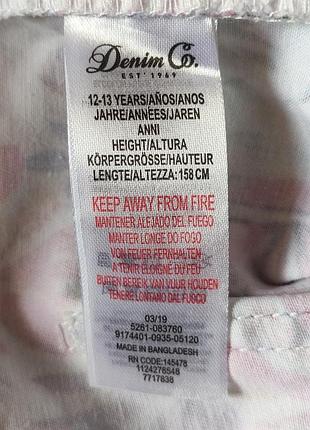 Denim Co.
EST' 1969
12-13 YEARS/AÑOS/ANOS
JAHRE/ANNÉES/JAREN
ANNI
HEIGHT/ALTURA
KÖRPERGRÖSSE/HAUTEUR
LENGTE/ALTEZZA: 158 CM
KEEP AWAY FROM FIRE
MANTENER ALEJADO DEL FUEGO
MANTER LONGE DO FOGO
VON FEUER FERNHALTEN
A TENIR ÉLOIGNÉ DU FEU
BUITEN BEREIK VAN VUUR HOUDEN
TENERE LONTANO DAL FUOCO
03/19
5261-083760
9174401-0935-05120
MADE IN BANGLADESH
RN CODE: 145478
1124276548
7717838